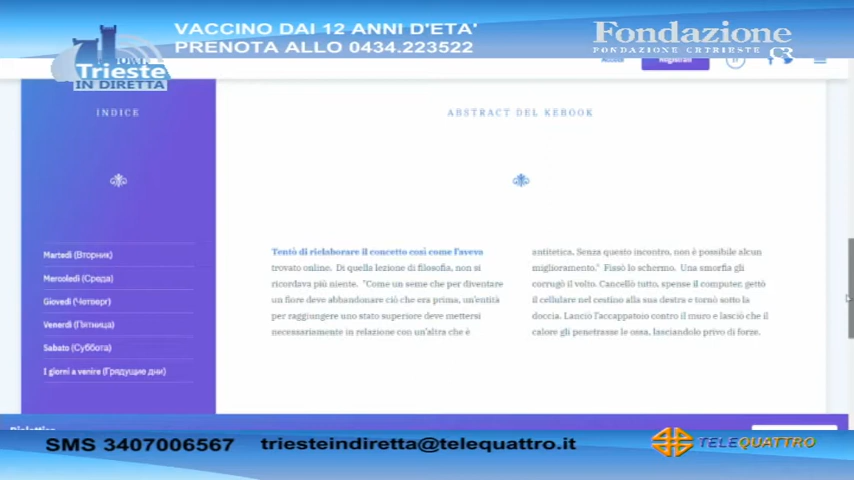 VACCINO DAI 12 ANNI D'ETA'
PRENOTA ALLO 0434.223522
Fondazione
FONDAZIONE CRTRIESTE
Trieste
IN DIRETTA
Registrati
INDICE
ABSTRACT DEL KEBOOK
Martedì (Вторник)
Mercoledì (Среда)
Giovedì (Четверг)
Venerdì (Пятница)
Sabato (Суббота)
I giorni a venire (Грядущие дни)
Tentò di rielaborare il concetto così come l'aveva
trovato online. Di quella lezione di filosofia, non si
ricordava più niente. "Come un seme che per diventare
un fiore deve abbandonare ciò che era prima, un'entità
per raggiungere uno stato superiore deve mettersi
necessariamente in relazione con un'altra che è
antitetica. Senza questo incontro, non è possibile alcun
miglioramento." Fissò lo schermo. Una smorfia gli
corrugò il volto. Cancellò tutto, spense il computer, gettò
il cellulare nel cestino alla sua destra e tornò sotto la
doccia. Lanciò l'accappatoio contro il muro e lasciò che il
calore gli penetrasse le ossa, lasciandolo privo di forze.
SMS 3407006567
triesteindiretta@telequattro.it
TELEQUATTRO